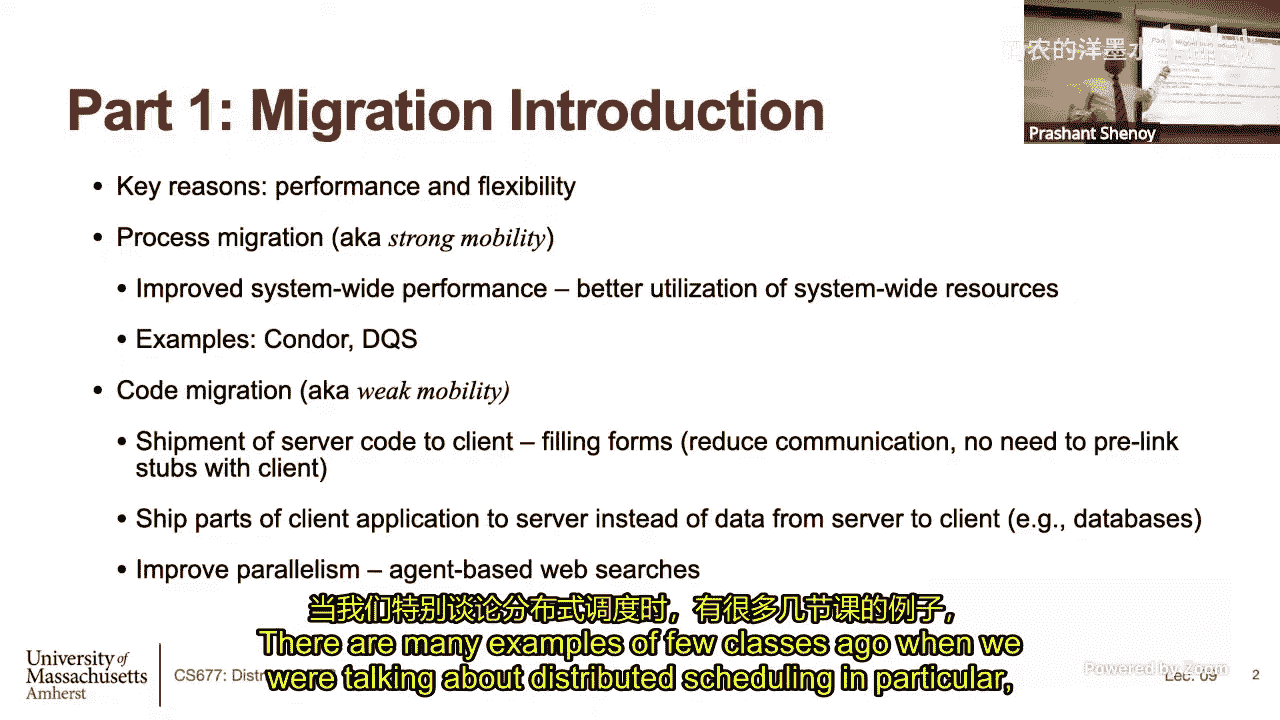 Part 1: Migration Introduction
Prashant Shenoy
• Key reasons: performance and flexibility
• Process migration (aka strong mobility)
• Improved system-wide performance – better utilization of system-wide resources
• Examples: Condor, DQS
• Code migration (aka weak mobility)
• Shipment of server code to client – filling forms (reduce communication, no need to pre-link
stubs with client)
• Ship parts of client application to server instead of data from server to client (e.g., databases)
• Improve parallelism – agent-based web searches
当我们特别谈论分布式调度时，有很多几节课的例子，
There are many examples of few classes ago when we
were talking about distributed scheduling in particular,
University of
Massachusetts
Amherst
CS677:
Powered by Zoom
Lec. 09
2